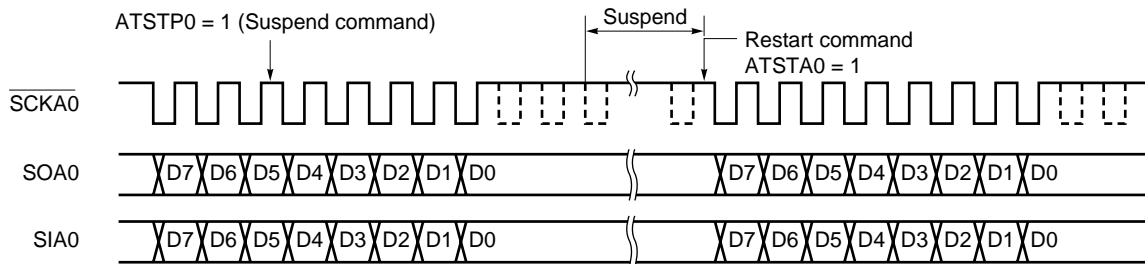 ATSTP0 = 1 (Suspend command)
Suspend
Restart command
ATSTA0 = 1
SCKA0
SOA0
D7 D6 D5 D4 D3 D2 D1 D0 D7 D6 D5 D4 D3 D2 D1 D0
SIA0
D7 D6 D5 D4 D3 D2 D1 D0 D7 D6 D5 D4 D3 D2 D1 D0